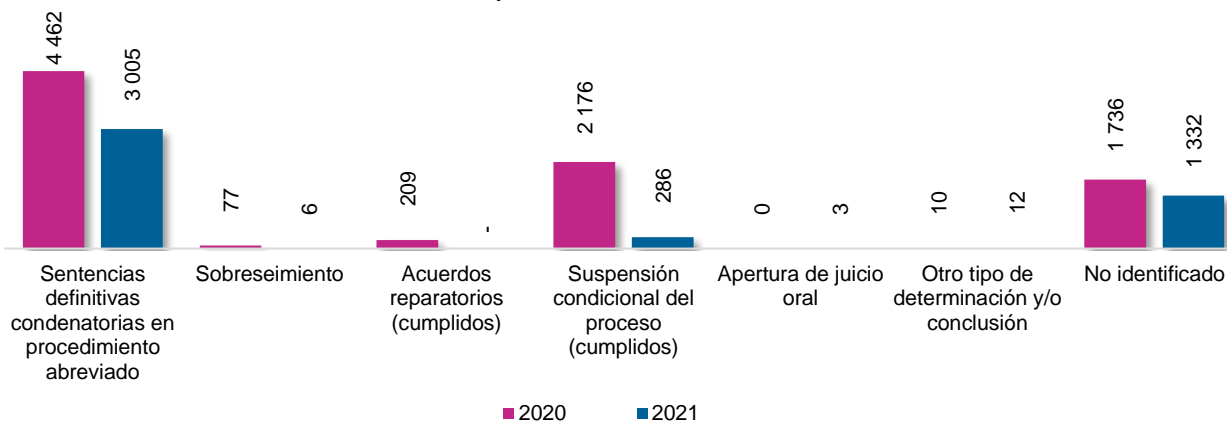 4 462
3 005
77
6
209
-
2 176
286
0
3
10
12
1 736
1 332
Sentencias
definitivas
condenatorias en
procedimiento
abreviado
Sobreseimiento
Acuerdos
reparatorios
(cumplidos)
Suspensión
condicional del
proceso
(cumplidos)
Apertura de juicio
oral
Otro tipo de
determinación y/o
conclusión
No identificado
2020
2021